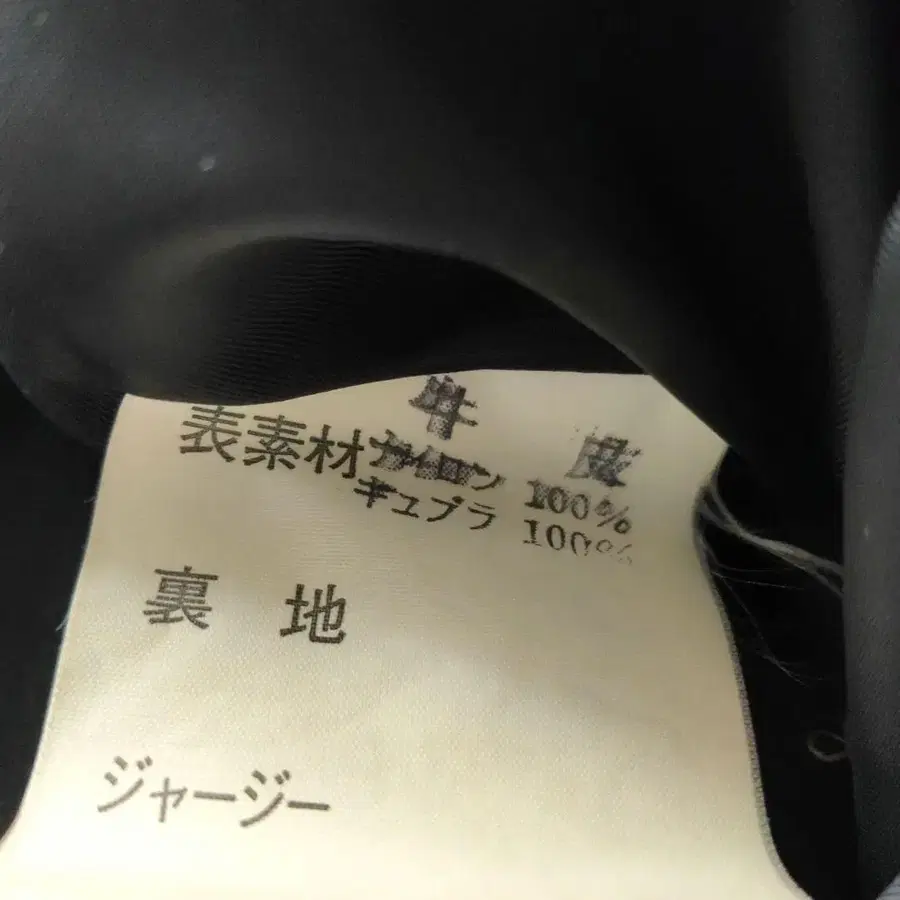 牛 皮
表素材 ナイロン 100%
キュプラ 100%
裏 地
ジャージー